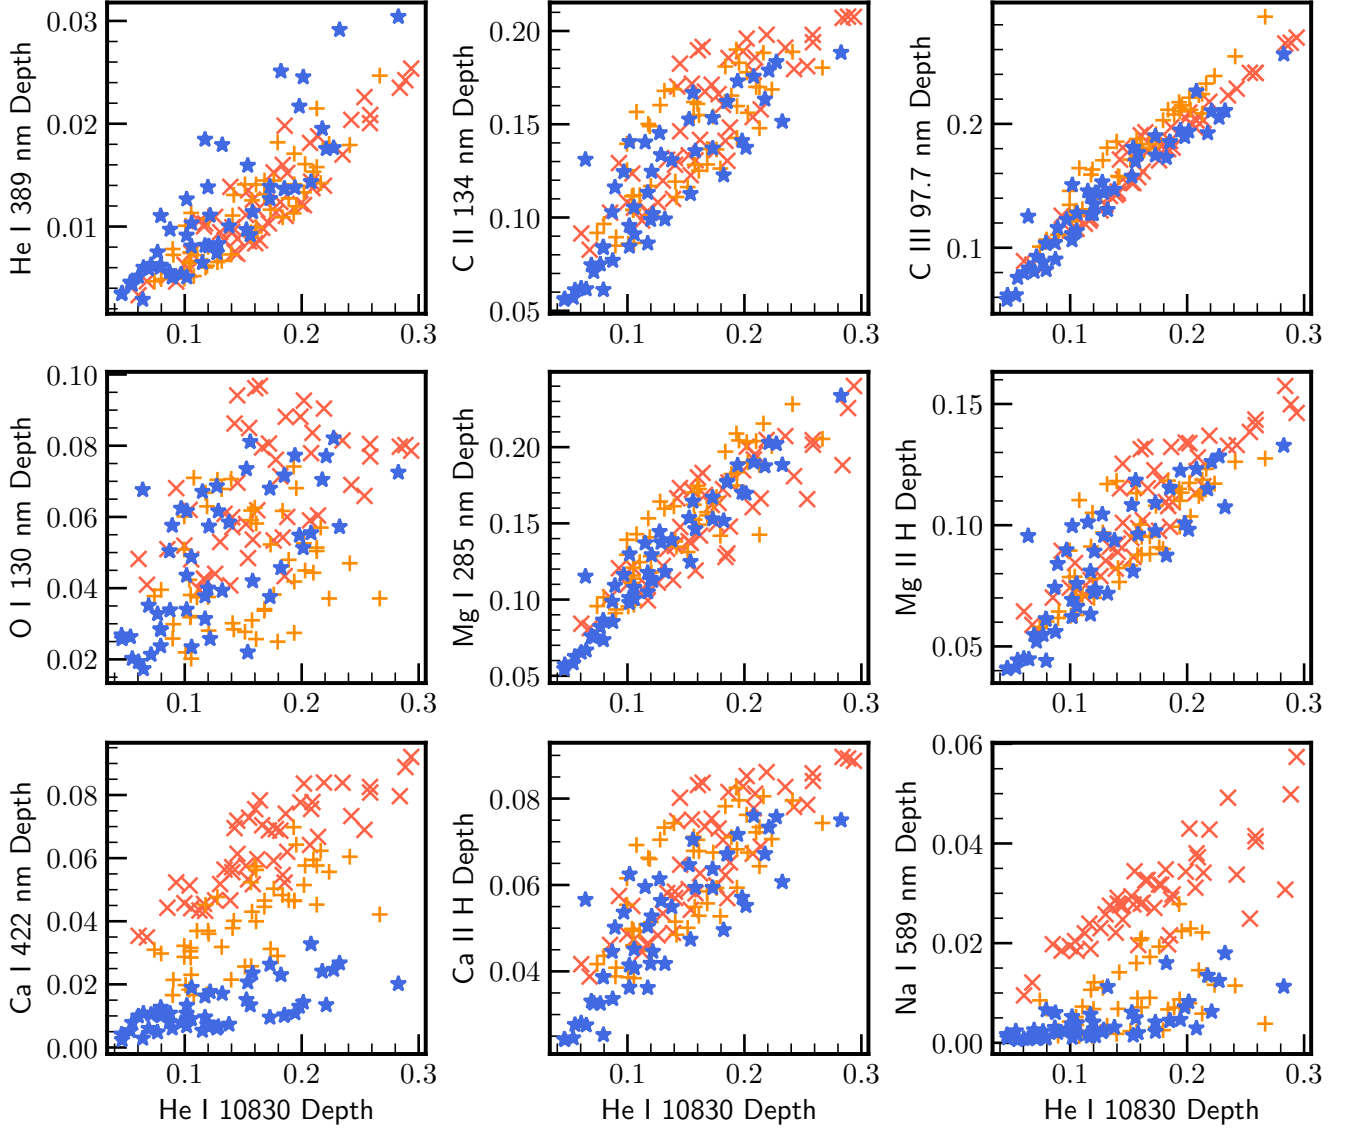 He I 389 nm Depth
0.03
0.02
0.01
0.1 0.2 0.3
C II 134 nm Depth
0.20
0.15
0.10
0.05
0.1 0.2 0.3
C III 97.7 nm Depth
0.2
0.1
0.1 0.2 0.3
O I 130 nm Depth
0.10
0.08
0.06
0.04
0.02
0.1 0.2 0.3
Mg I 285 nm Depth
0.20
0.15
0.10
0.05
0.1 0.2 0.3
Mg II H Depth
0.15
0.10
0.05
0.1 0.2 0.3
Ca I 422 nm Depth
0.08
0.06
0.04
0.02
0.00
0.1 0.2 0.3
He I 10830 Depth
Ca II H Depth
0.08
0.06
0.04
0.1 0.2 0.3
He I 10830 Depth
Na I 589 nm Depth
0.06
0.04
0.02
0.00
0.1 0.2 0.3
He I 10830 Depth